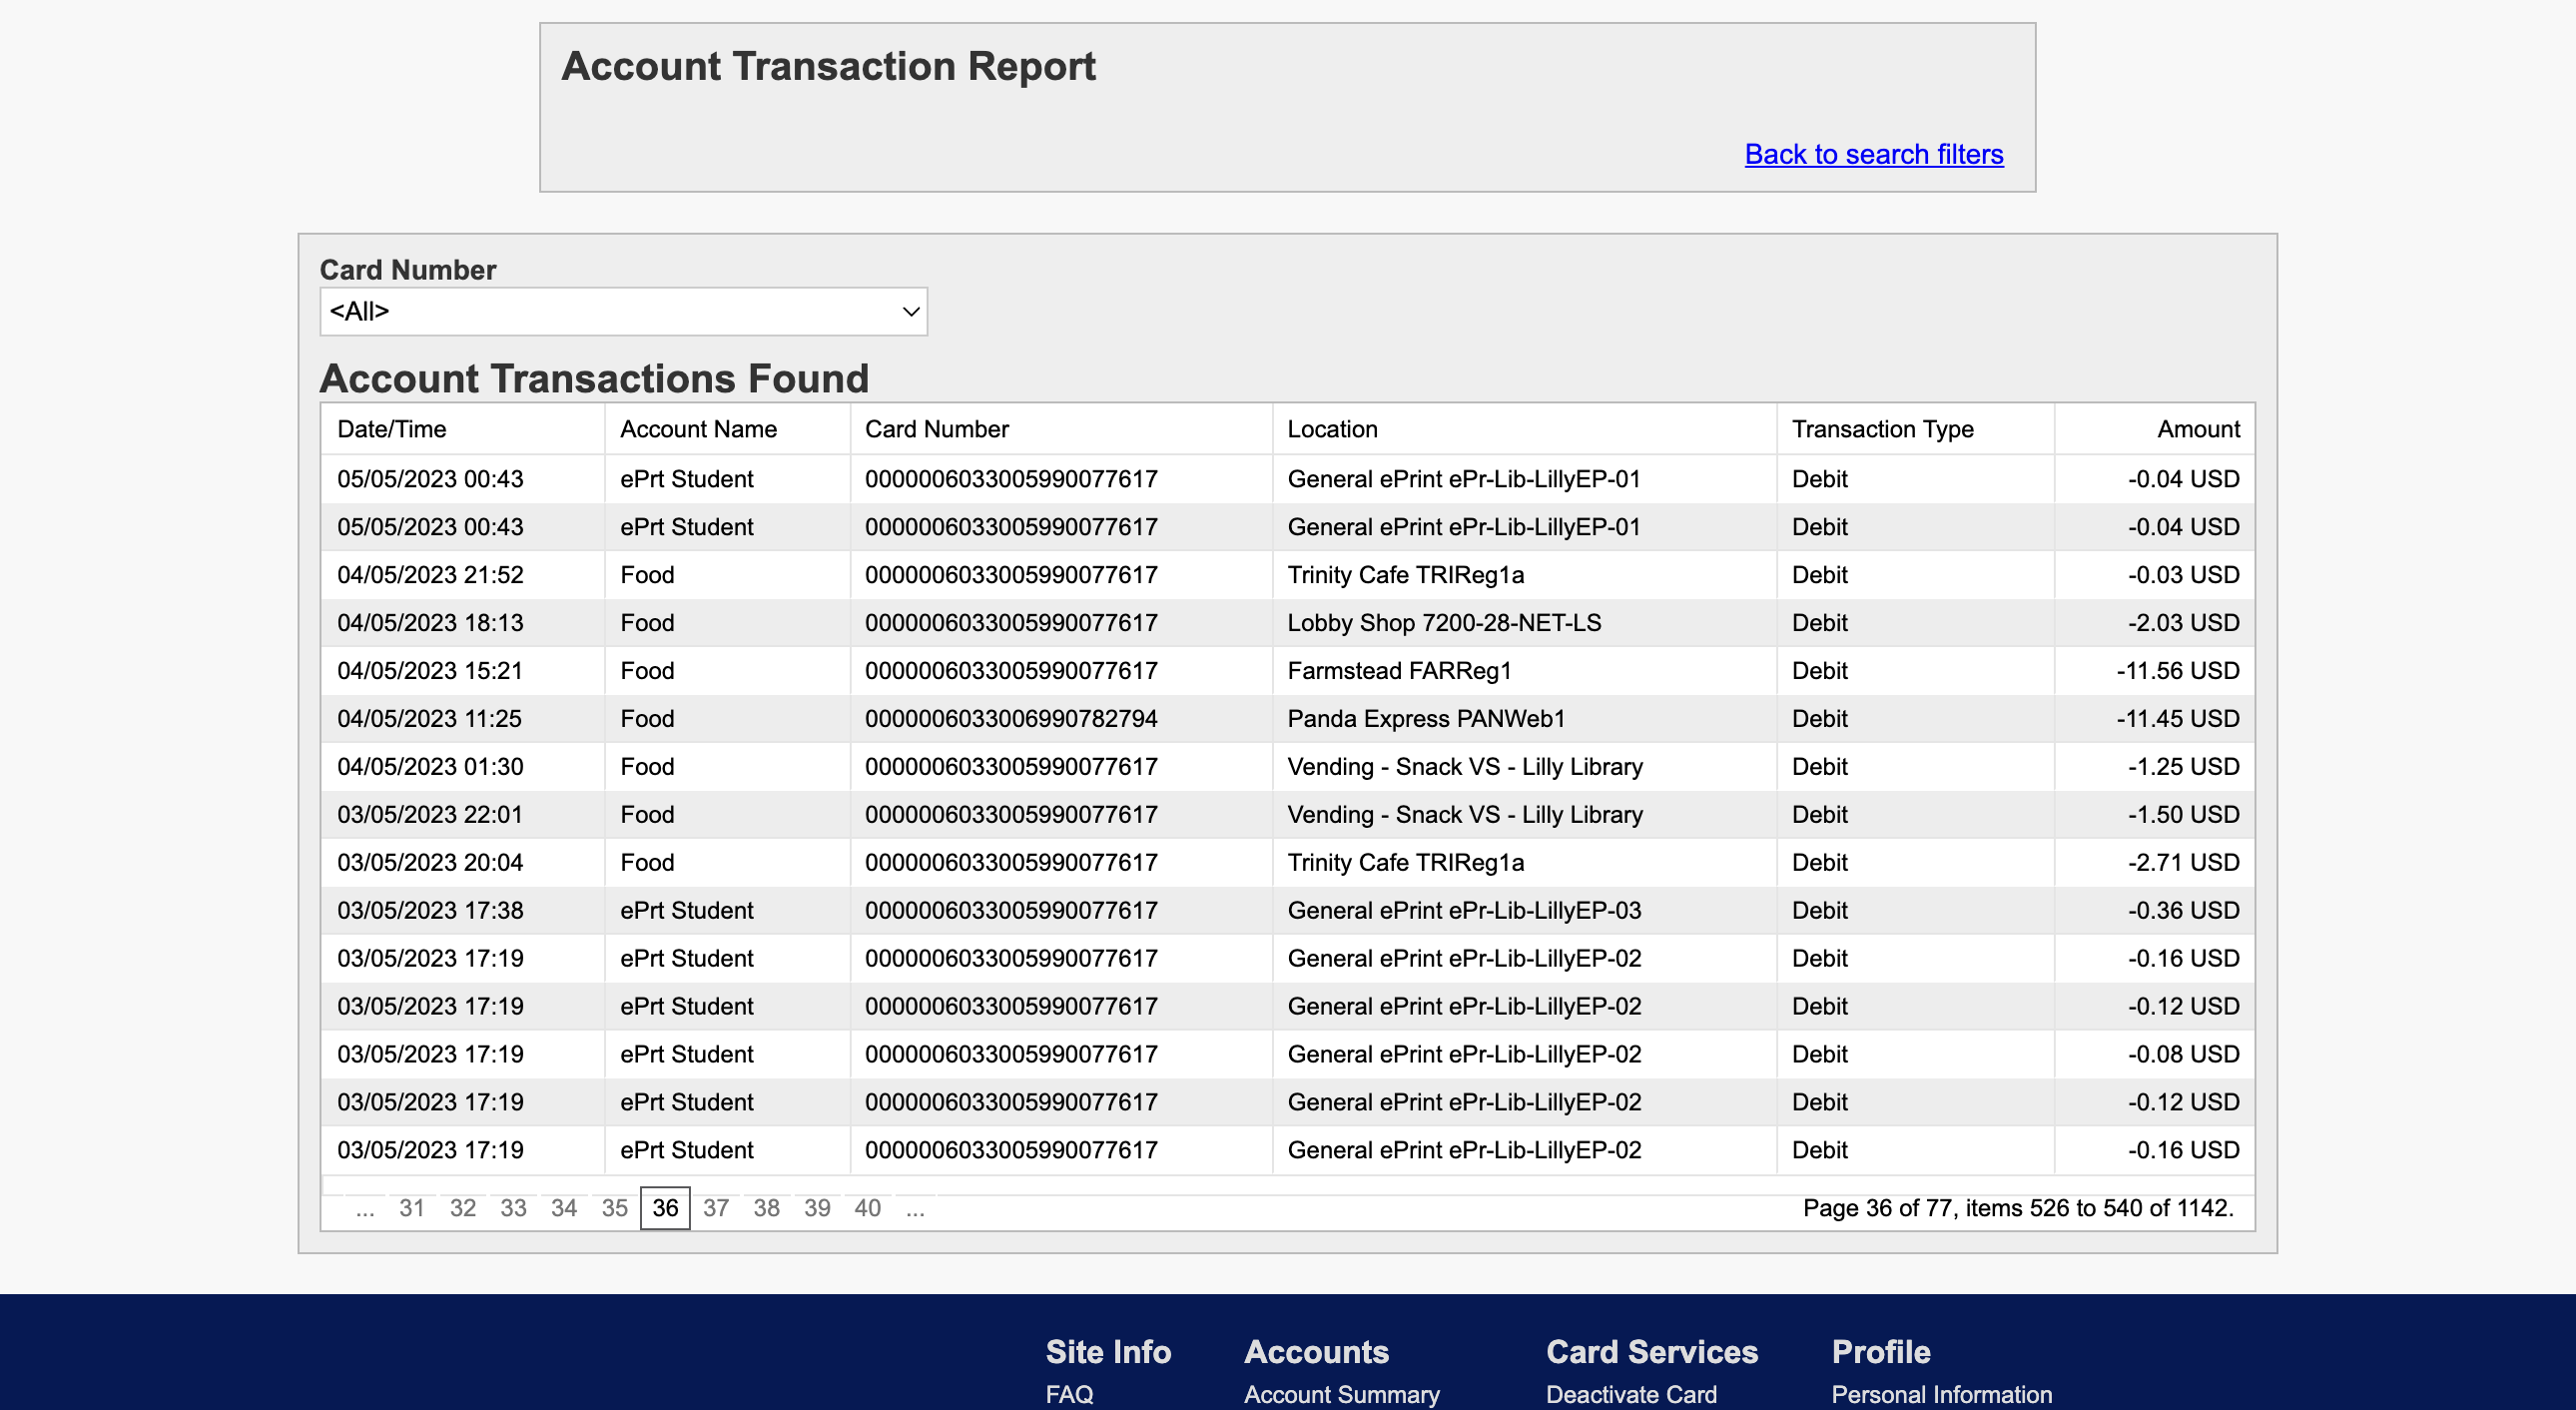 Account Transaction Report
Back to search filters
Card Number
<All>
Account Transactions Found
Date/Time Account Name Card Number Location Transaction Type Amount
05/05/2023 00:43 ePrt Student 0000006033005990077617 General ePrint ePr-Lib-LillyEP-01 Debit -0.04 USD
05/05/2023 00:43 ePrt Student 0000006033005990077617 General ePrint ePr-Lib-LillyEP-01 Debit -0.04 USD
04/05/2023 21:52 Food 0000006033005990077617 Trinity Cafe TRIReg1a Debit -0.03 USD
04/05/2023 18:13 Food 0000006033005990077617 Lobby Shop 7200-28-NET-LS Debit -2.03 USD
04/05/2023 15:21 Food 0000006033005990077617 Farmstead FARReg1 Debit -11.56 USD
04/05/2023 11:25 Food 0000006033006990782794 Panda Express PANWeb1 Debit -11.45 USD
04/05/2023 01:30 Food 0000006033005990077617 Vending - Snack VS - Lilly Library Debit -1.25 USD
03/05/2023 22:01 Food 0000006033005990077617 Vending - Snack VS - Lilly Library Debit -1.50 USD
03/05/2023 20:04 Food 0000006033005990077617 Trinity Cafe TRIReg1a Debit -2.71 USD
03/05/2023 17:38 ePrt Student 0000006033005990077617 General ePrint ePr-Lib-LillyEP-03 Debit -0.36 USD
03/05/2023 17:19 ePrt Student 0000006033005990077617 General ePrint ePr-Lib-LillyEP-02 Debit -0.16 USD
03/05/2023 17:19 ePrt Student 0000006033005990077617 General ePrint ePr-Lib-LillyEP-02 Debit -0.12 USD
03/05/2023 17:19 ePrt Student 0000006033005990077617 General ePrint ePr-Lib-LillyEP-02 Debit -0.08 USD
03/05/2023 17:19 ePrt Student 0000006033005990077617 General ePrint ePr-Lib-LillyEP-02 Debit -0.12 USD
03/05/2023 17:19 ePrt Student 0000006033005990077617 General ePrint ePr-Lib-LillyEP-02 Debit -0.16 USD
... 31 32 33 34 35 36 37 38 39 40 ... Page 36 of 77, items 526 to 540 of 1142.
Site Info Accounts Card Services Profile
FAQ Account Summary Deactivate Card Personal Information